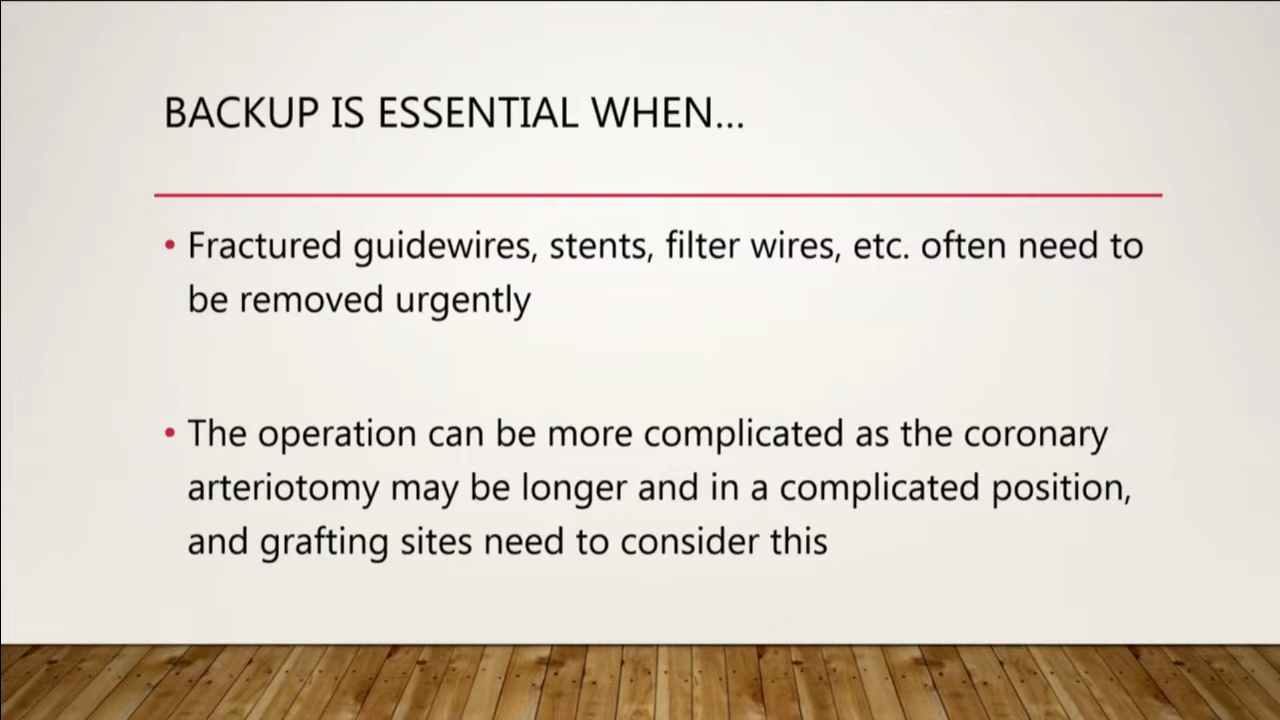 BACKUP IS ESSENTIAL WHEN...
• Fractured guidewires, stents, filter wires, etc. often need to
be removed urgently
• The operation can be more complicated as the coronary
arteriotomy may be longer and in a complicated position,
and grafting sites need to consider this